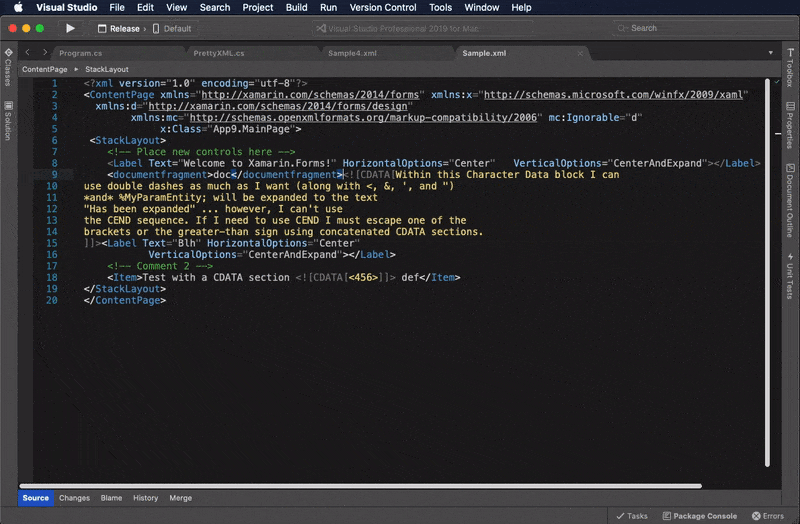 Visual Studio File Edit View Search Project Build Run Version Control Tools Window Help
Release › Default Visual Studio Professional 2019 for Mac Search
Program.cs PrettyXML.cs Sample4.xml Sample.xml
ContentPage ▸ StackLayout
1 <?xml version="1.0" encoding="utf-8"?>
2 <ContentPage xmlns="http://xamarin.com/schemas/2014/forms" xmlns:x="http://schemas.microsoft.com/winfx/2009/xaml"
3 xmlns:d="http://xamarin.com/schemas/2014/forms/design"
4 xmlns:mc="http://schemas.openxmlformats.org/markup-compatibility/2006" mc:Ignorable="d"
5 x:Class="App9.MainPage">
6 <StackLayout>
7 <!-- Place new controls here -->
8 <Label Text="Welcome to Xamarin.Forms!" HorizontalOptions="Center" VerticalOptions="CenterAndExpand"></Label>
9 <documentfragment>doc</documentfragment><![CDATA[Within this Character Data block I can
10 use double dashes as much as I want (along with <, &, ', and ")
11 *and* %MyParamEntity; will be expanded to the text
12 "Has been expanded" ... however, I can't use
13 the CEND sequence. If I need to use CEND I must escape one of the
14 brackets or the greater-than sign using concatenated CDATA sections.
15 ]]><Label Text="Blh" HorizontalOptions="Center"
16 VerticalOptions="CenterAndExpand"></Label>
17 <!-- Comment 2 -->
18 <Item>Test with a CDATA section <![CDATA[<456>]]> def</Item>
19 </StackLayout>
20 </ContentPage>
Classes
Solution
Toolbox
Properties
Document Outline
Unit Tests
Source Changes Blame History Merge
Tasks Package Console Errors